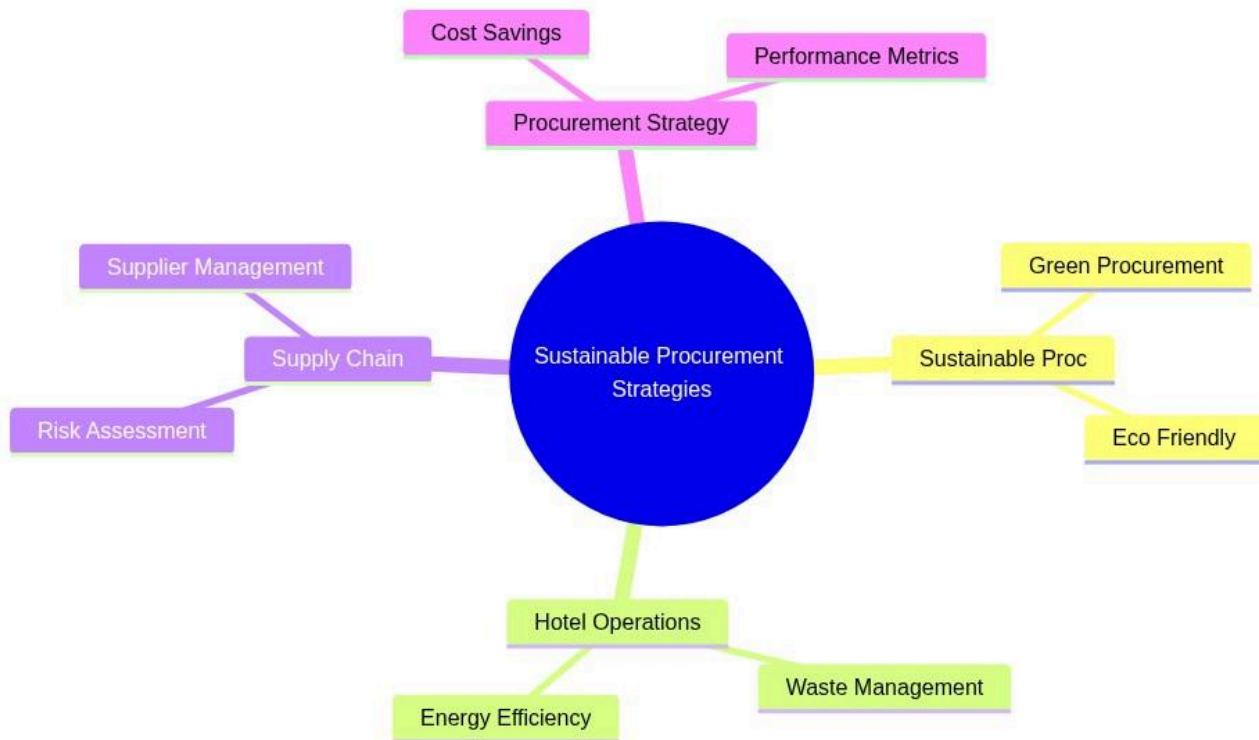 Cost Savings
Performance Metrics
Procurement Strategy
Supplier Management
Green Procurement
Supply Chain
Sustainable Procurement
Strategies
Sustainable Proc
Risk Assessment
Eco Friendly
Hotel Operations
Waste Management
Energy Efficiency